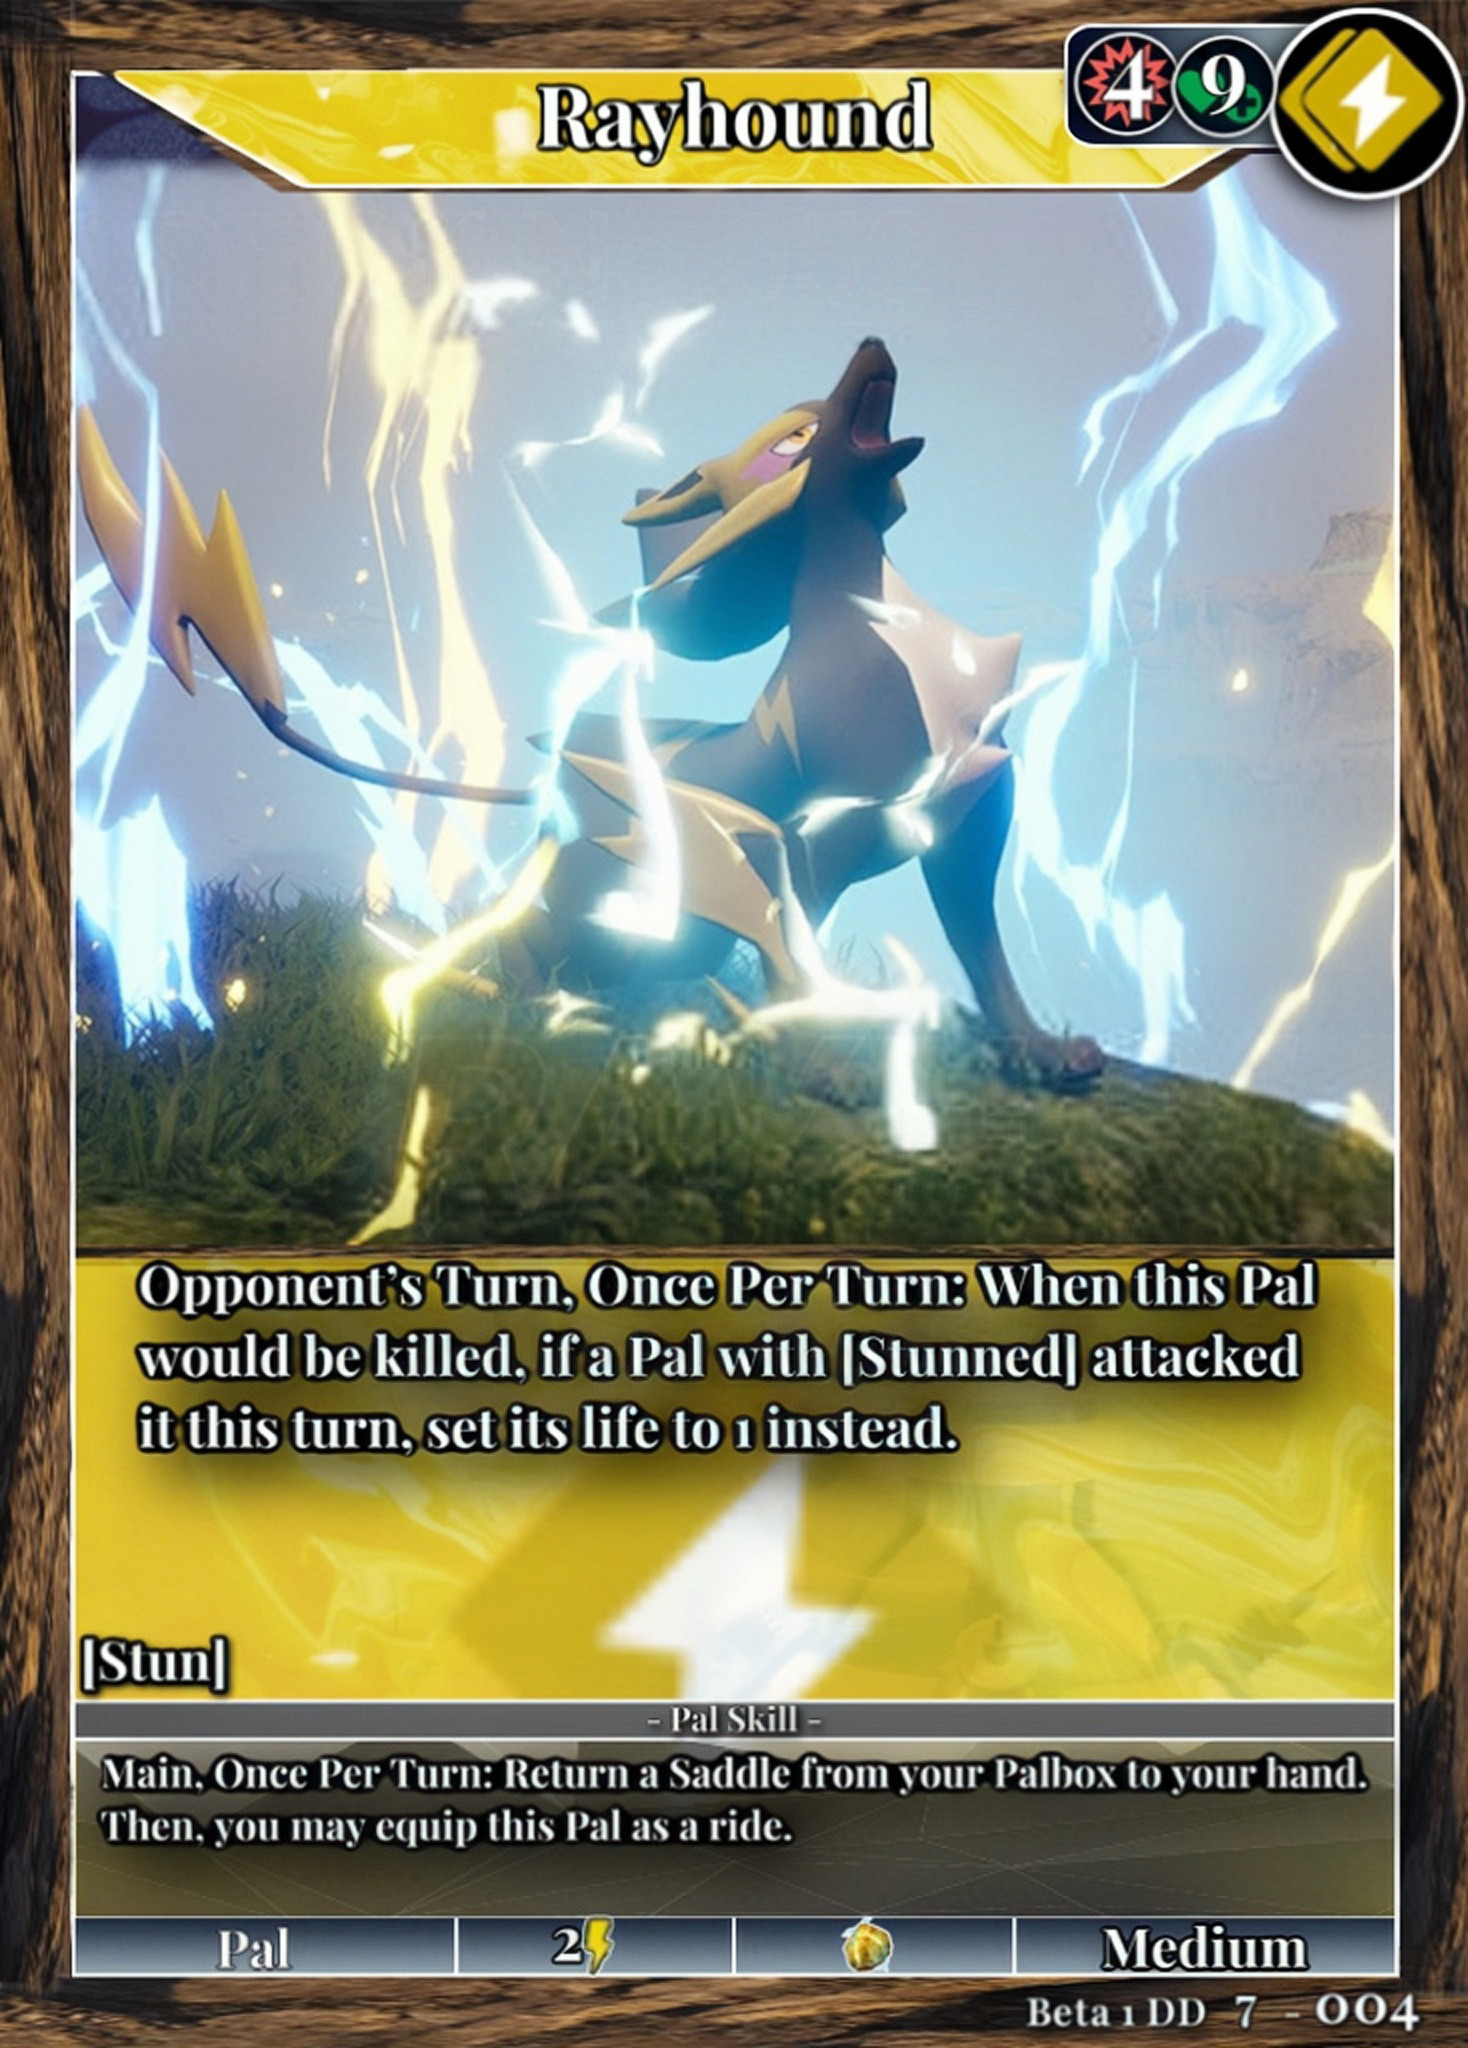 Rayhound
4 9
Opponent's Turn, Once Per Turn: When this Pal
would be killed, if a Pal with [Stunned] attacked
it this turn, set its life to 1 instead.
[Stun]
- Pal Skill -
Main, Once Per Turn: Return a Saddle from your Palbox to your hand.
Then, you may equip this Pal as a ride.
Pal 2 Medium
Beta 1 DD 7 - 004